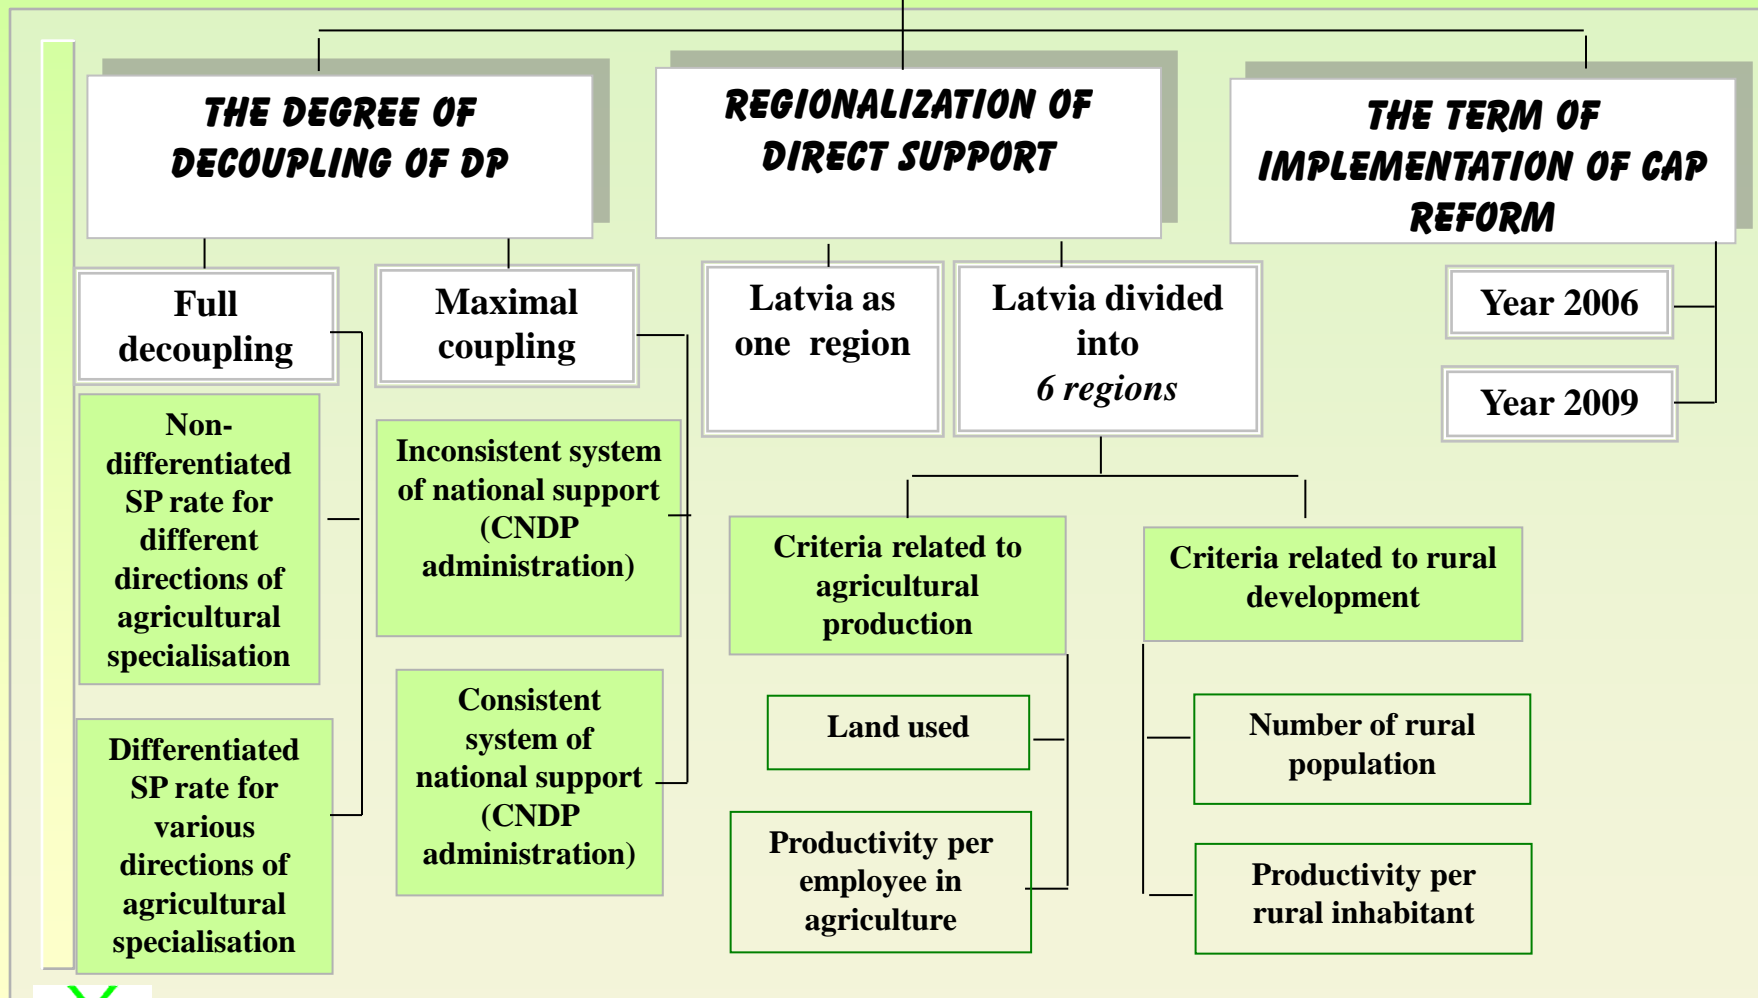 THE DEGREE OF
DECOUPLING OF DP
REGIONALIZATION OF
DIRECT SUPPORT
THE TERM OF
IMPLEMENTATION OF CAP
REFORM
Full
decoupling
Maximal
coupling
Latvia as
one region
Latvia divided
into
6 regions
Year 2006
Year 2009
Non-
differentiated
SP rate for
different
directions of
agricultural
specialisation
Differentiated
SP rate for
various
directions of
agricultural
specialisation
Inconsistent system
of national support
(CNDP
administration)
Consistent
system of
national support
(CNDP
administration)
Criteria related to
agricultural
production
Land used
Productivity per
employee in
agriculture
Criteria related to rural
development
Number of rural
population
Productivity per
rural inhabitant